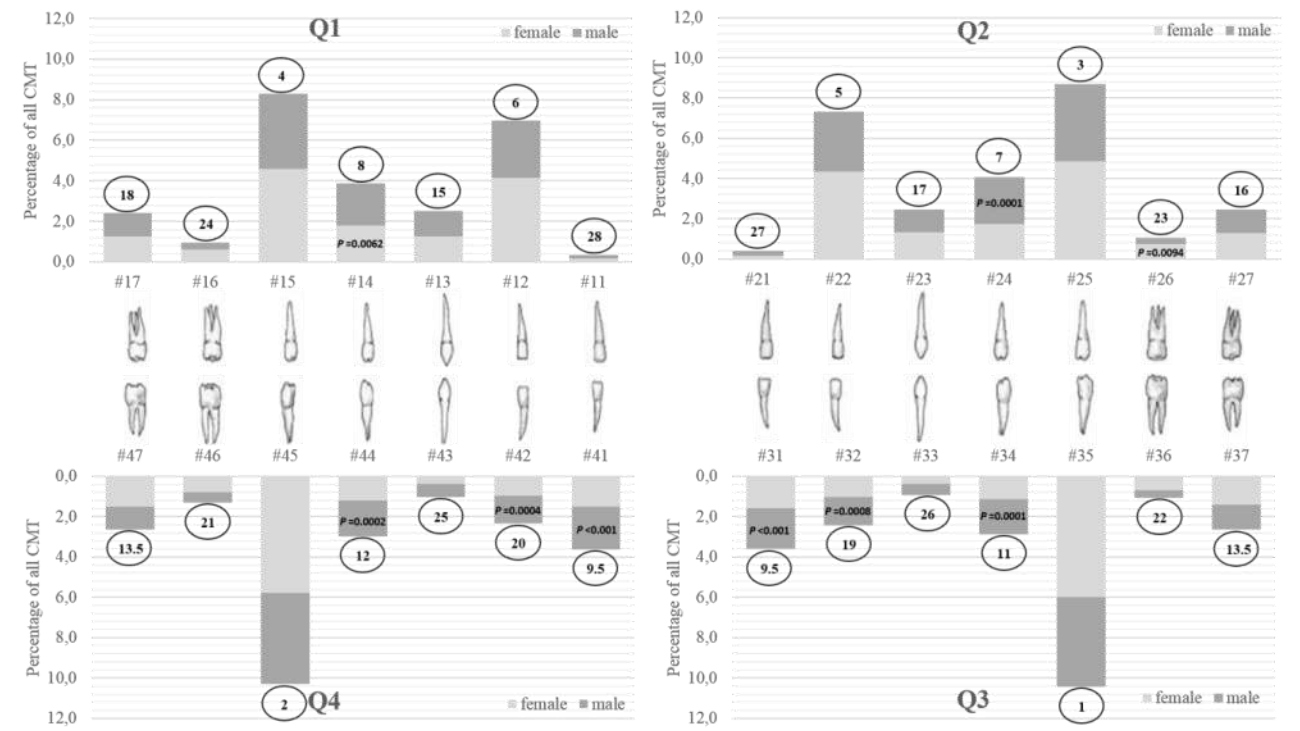 Q1
female male
Percentage of all CMT
12,0
10,0
8,0
6,0
4,0
2,0
0,0
18
24
4
8
15
6
28
P =0.0062
#17 #16 #15 #14 #13 #12 #11
Q2
female male
Percentage of all CMT
12,0
10,0
8,0
6,0
4,0
2,0
0,0
27
5
17
7
3
23
16
P =0.0001
P =0.0094
#21 #22 #23 #24 #25 #26 #27
#47 #46 #45 #44 #43 #42 #41
Percentage of all CMT
0,0
2,0
4,0
6,0
8,0
10,0
12,0
P =0.0002
P =0.0004
P <0.001
13.5
21
2
12
25
20
9.5
Q4
female male
#31 #32 #33 #34 #35 #36 #37
Percentage of all CMT
0,0
2,0
4,0
6,0
8,0
10,0
12,0
P <0.001
P =0.0008
P =0.0001
9.5
19
26
11
1
22
13.5
Q3
female male